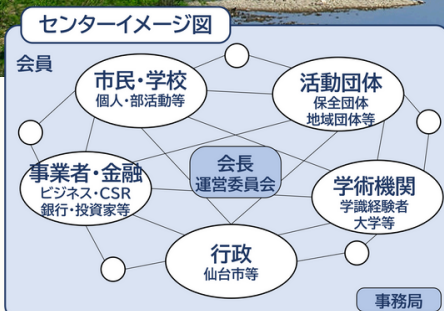 センターイメージ図
会員
市民・学校
個人・部活動等
活動団体
保全団体
地域団体等
会長
運営委員会
事業者・金融
ビジネス・CSR
銀行・投資家等
学術機関
学識経験者
大学等
行政
仙台市等
事務局